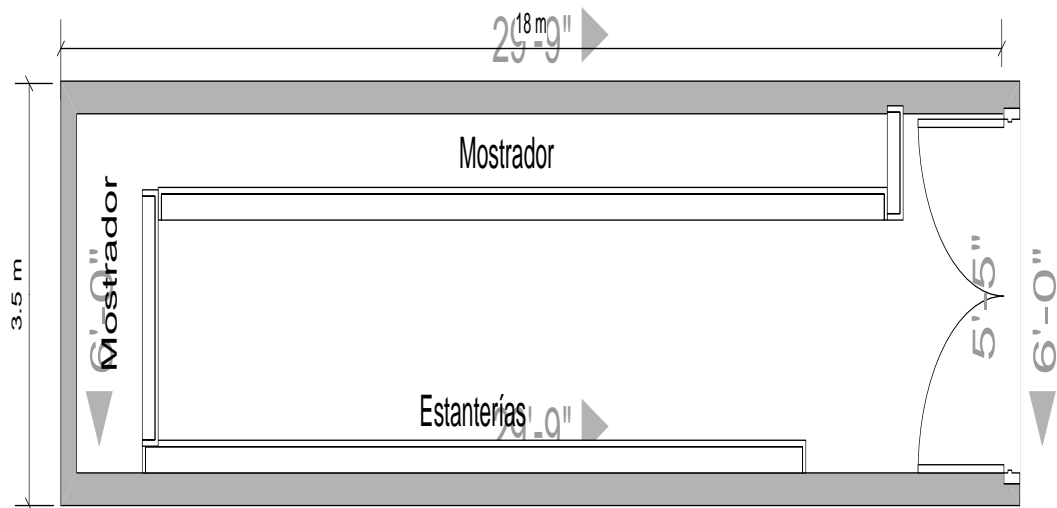 18 m
29'-9"
Mostrador
Mostrador
6'-0"
3.5 m
5'-5"
6'-0"
Estanterías
29'-9"